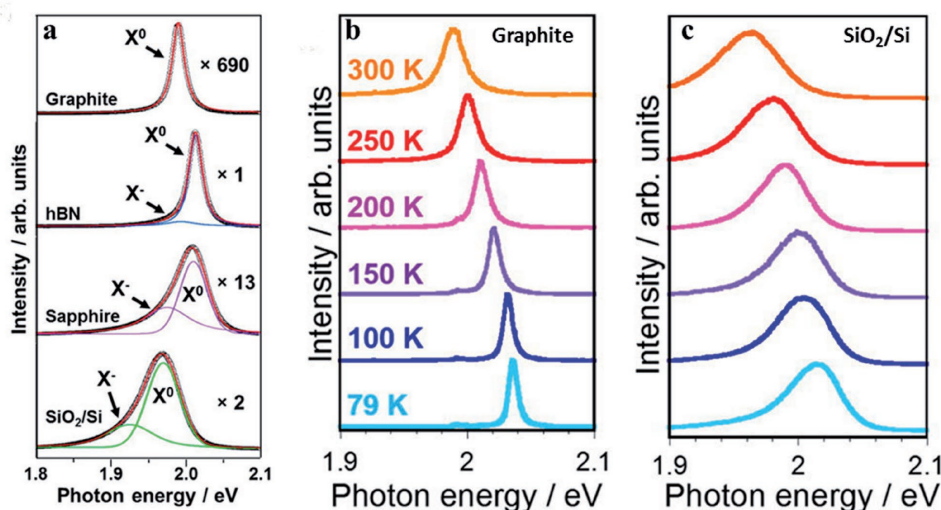 a
X⁰
× 690
Graphite
X⁰
× 1
X⁻
hBN
× 13
X⁻
X⁰
Sapphire
X⁻
X⁰
× 2
SiO₂/Si
1.8 1.9 2.0 2.1
Photon energy / eV
Intensity / arb. units
b
Graphite
300 K
250 K
200 K
150 K
100 K
79 K
1.9 2 2.1
Photon energy / eV
Intensity / arb. units
c
SiO₂/Si
1.9 2 2.1
Photon energy / eV
Intensity / arb. units